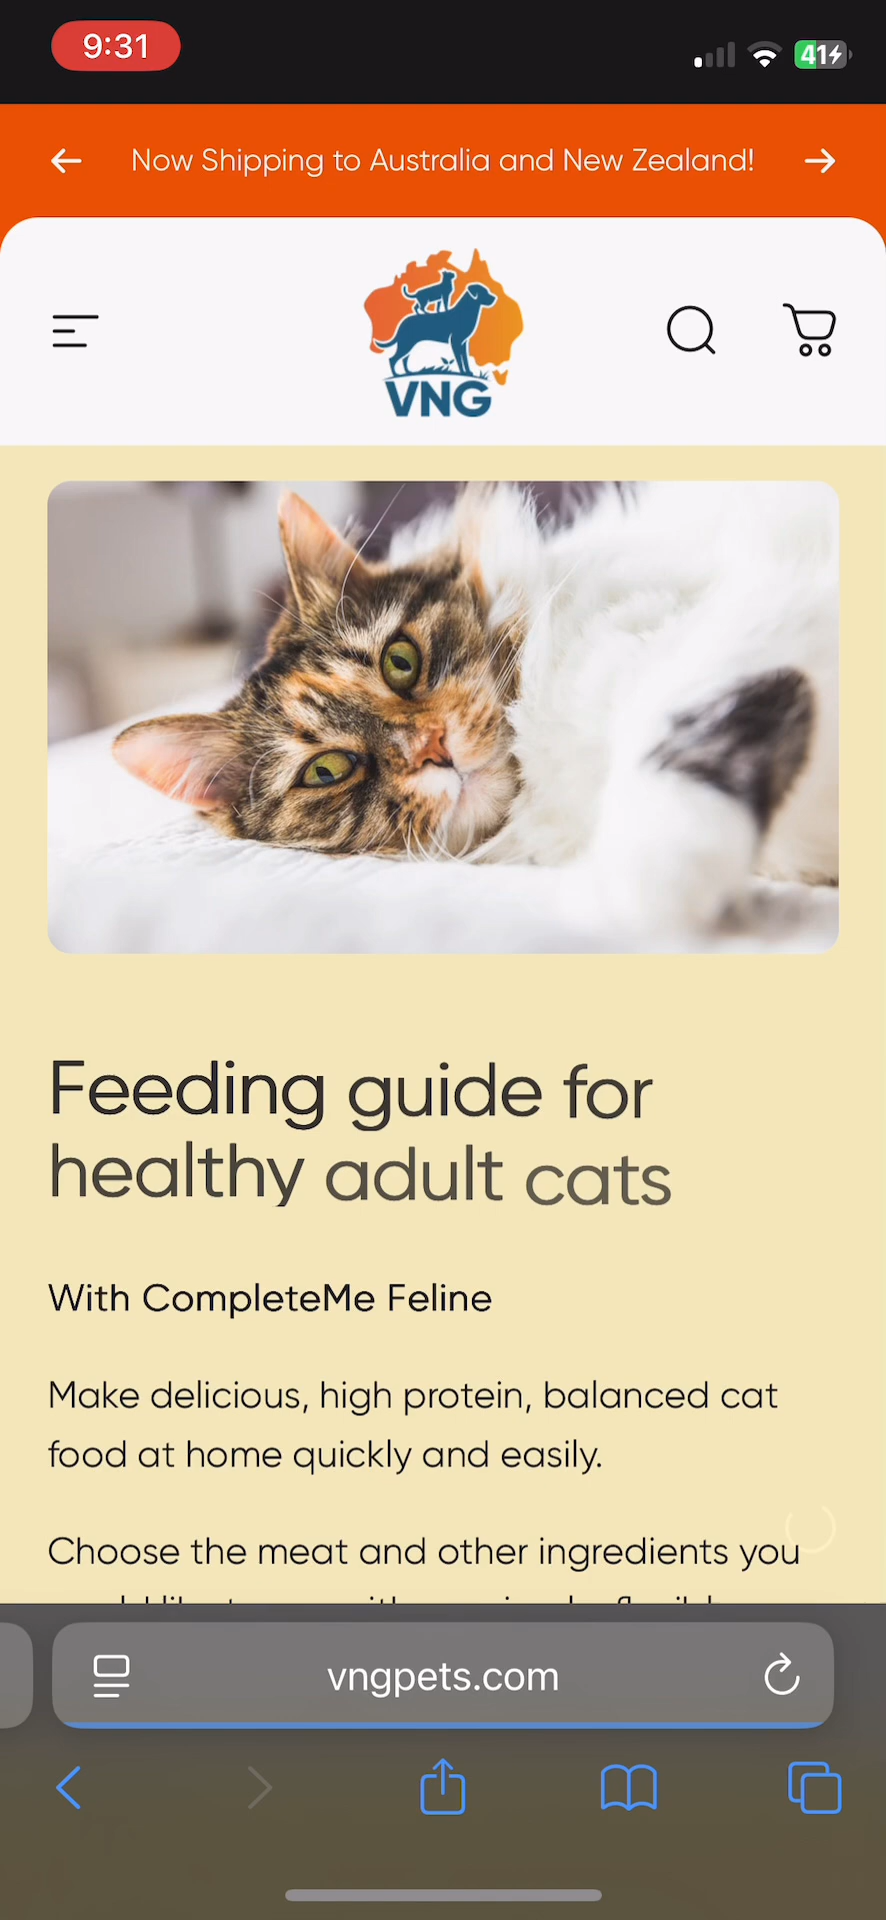 9:31
41
Now Shipping to Australia and New Zealand!
VNG
Feeding guide for
healthy adult cats
With CompleteMe Feline
Make delicious, high protein, balanced cat
food at home quickly and easily.
Choose the meat and other ingredients you
vngpets.com